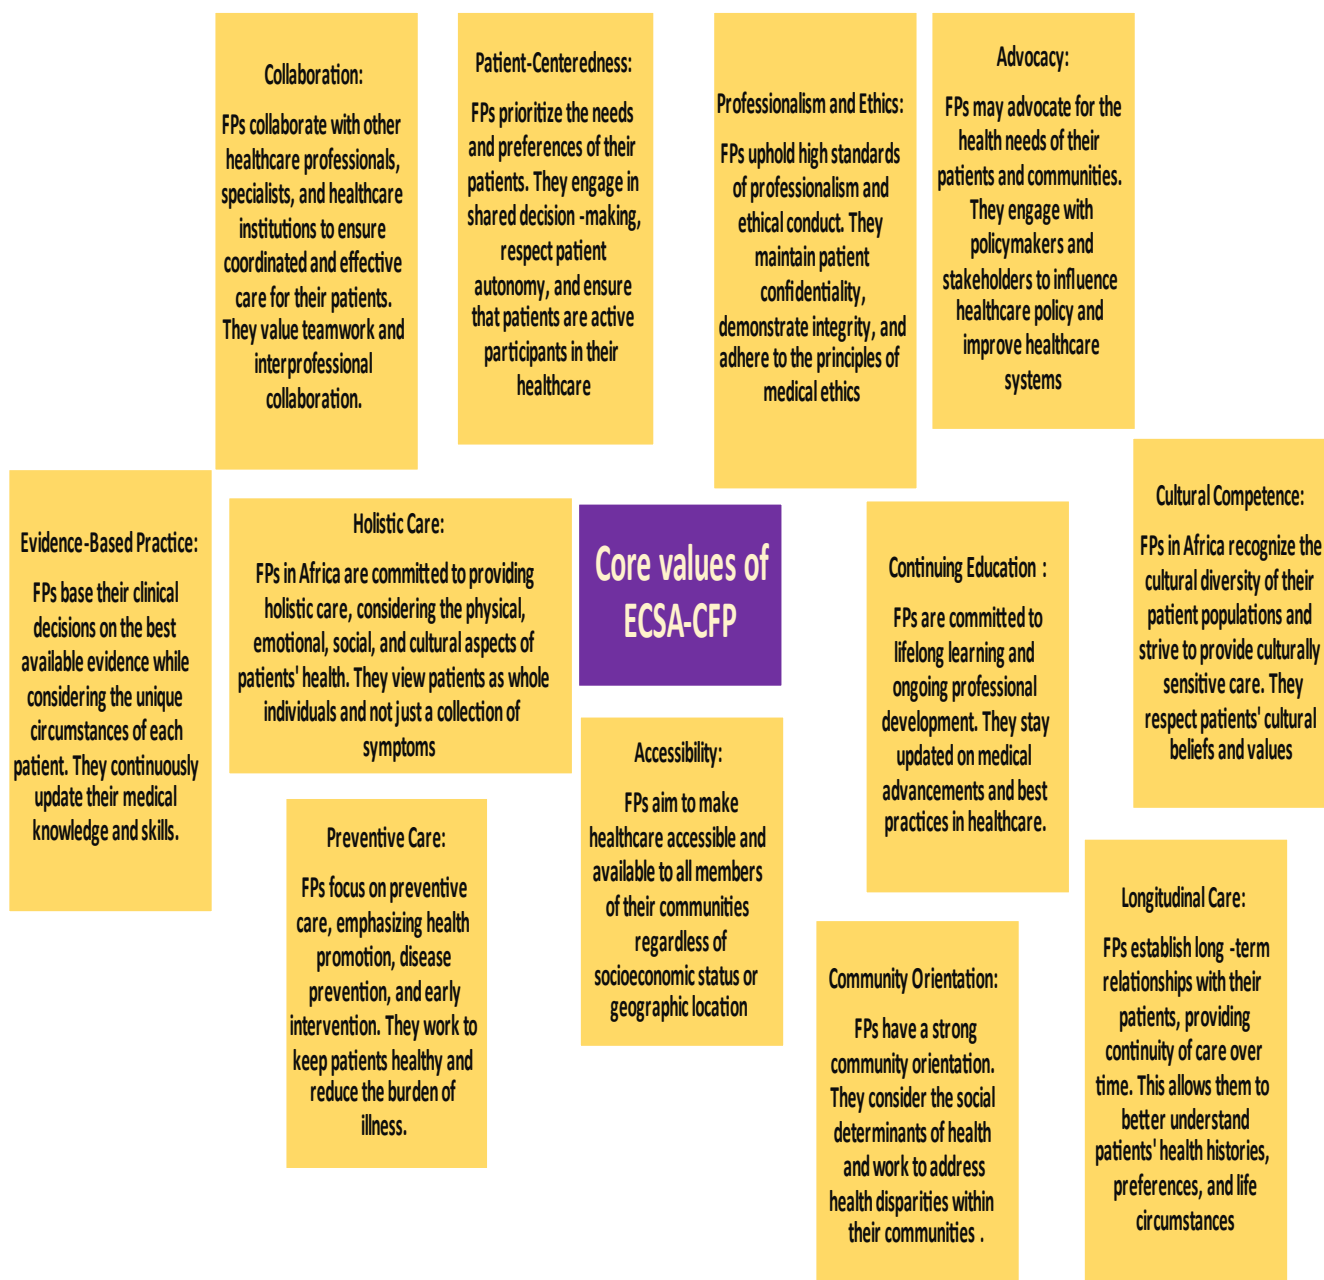 Collaboration:
FPs collaborate with other
healthcare professionals,
specialists, and healthcare
institutions to ensure
coordinated and effective
care for their patients.
They value teamwork and
interprofessional
collaboration.
Patient-Centeredness:
FPs prioritize the needs
and preferences of their
patients. They engage in
shared decision -making,
respect patient
autonomy, and ensure
that patients are active
participants in their
healthcare
Professionalism and Ethics:
FPs uphold high standards
of professionalism and
ethical conduct. They
maintain patient
confidentiality,
demonstrate integrity, and
adhere to the principles of
medical ethics
Advocacy:
FPs may advocate for the
health needs of their
patients and communities.
They engage with
policymakers and
stakeholders to influence
healthcare policy and
improve healthcare
systems
Evidence-Based Practice:
FPs base their clinical
decisions on the best
available evidence while
considering the unique
circumstances of each
patient. They continuously
update their medical
knowledge and skills.
Holistic Care:
FPs in Africa are committed to providing
holistic care, considering the physical,
emotional, social, and cultural aspects of
patients' health. They view patients as whole
individuals and not just a collection of
symptoms
Core values of
ECSA-CFP
Continuing Education :
FPs are committed to
lifelong learning and
ongoing professional
development. They stay
updated on medical
advancements and best
practices in healthcare.
Cultural Competence:
FPs in Africa recognize the
cultural diversity of their
patient populations and
strive to provide culturally
sensitive care. They
respect patients' cultural
beliefs and values
Preventive Care:
FPs focus on preventive
care, emphasizing health
promotion, disease
prevention, and early
intervention. They work to
keep patients healthy and
reduce the burden of
illness.
Accessibility:
FPs aim to make
healthcare accessible and
available to all members
of their communities
regardless of
socioeconomic status or
geographic location
Community Orientation:
FPs have a strong
community orientation.
They consider the social
determinants of health
and work to address
health disparities within
their communities .
Longitudinal Care:
FPs establish long -term
relationships with their
patients, providing
continuity of care over
time. This allows them to
better understand
patients' health histories,
preferences, and life
circumstances